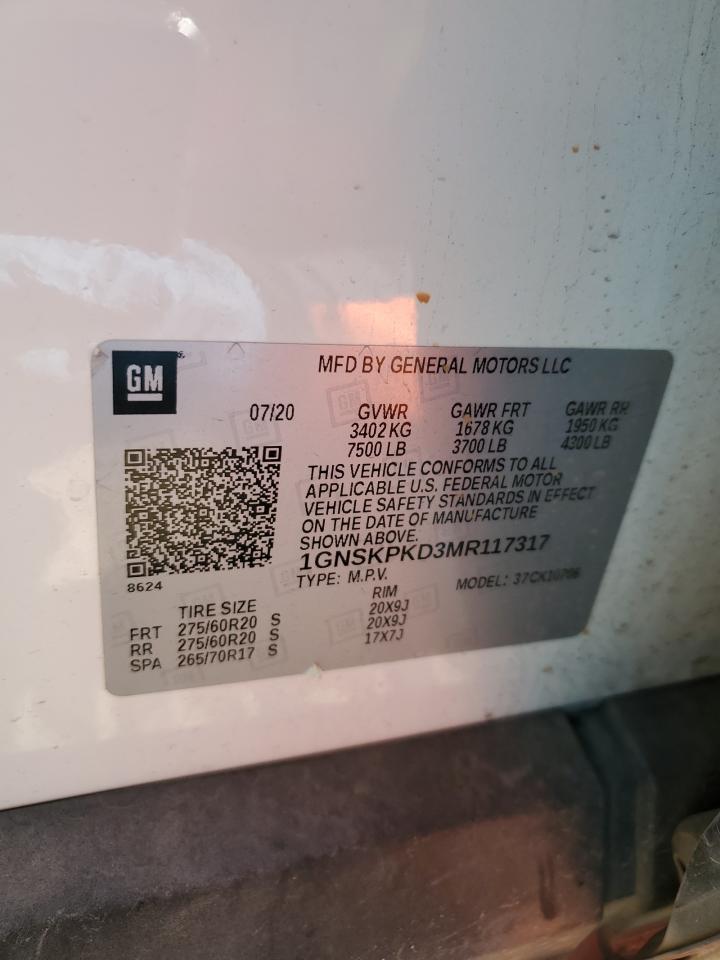 GM
MFD BY GENERAL MOTORS LLC
07/20 GVWR GAWR FRT GAWR RR
3402 KG 1678 KG 1950 KG
7500 LB 3700 LB 4300 LB
THIS VEHICLE CONFORMS TO ALL
APPLICABLE U.S. FEDERAL MOTOR
VEHICLE SAFETY STANDARDS IN EFFECT
ON THE DATE OF MANUFACTURE
SHOWN ABOVE.
1GNSKPKD3MR117317
8624
TYPE: M.P.V. MODEL: 37CK10706
TIRE SIZE RIM
FRT 275/60R20 S 20X9J
RR 275/60R20 S 20X9J
SPA 265/70R17 S 17X7J